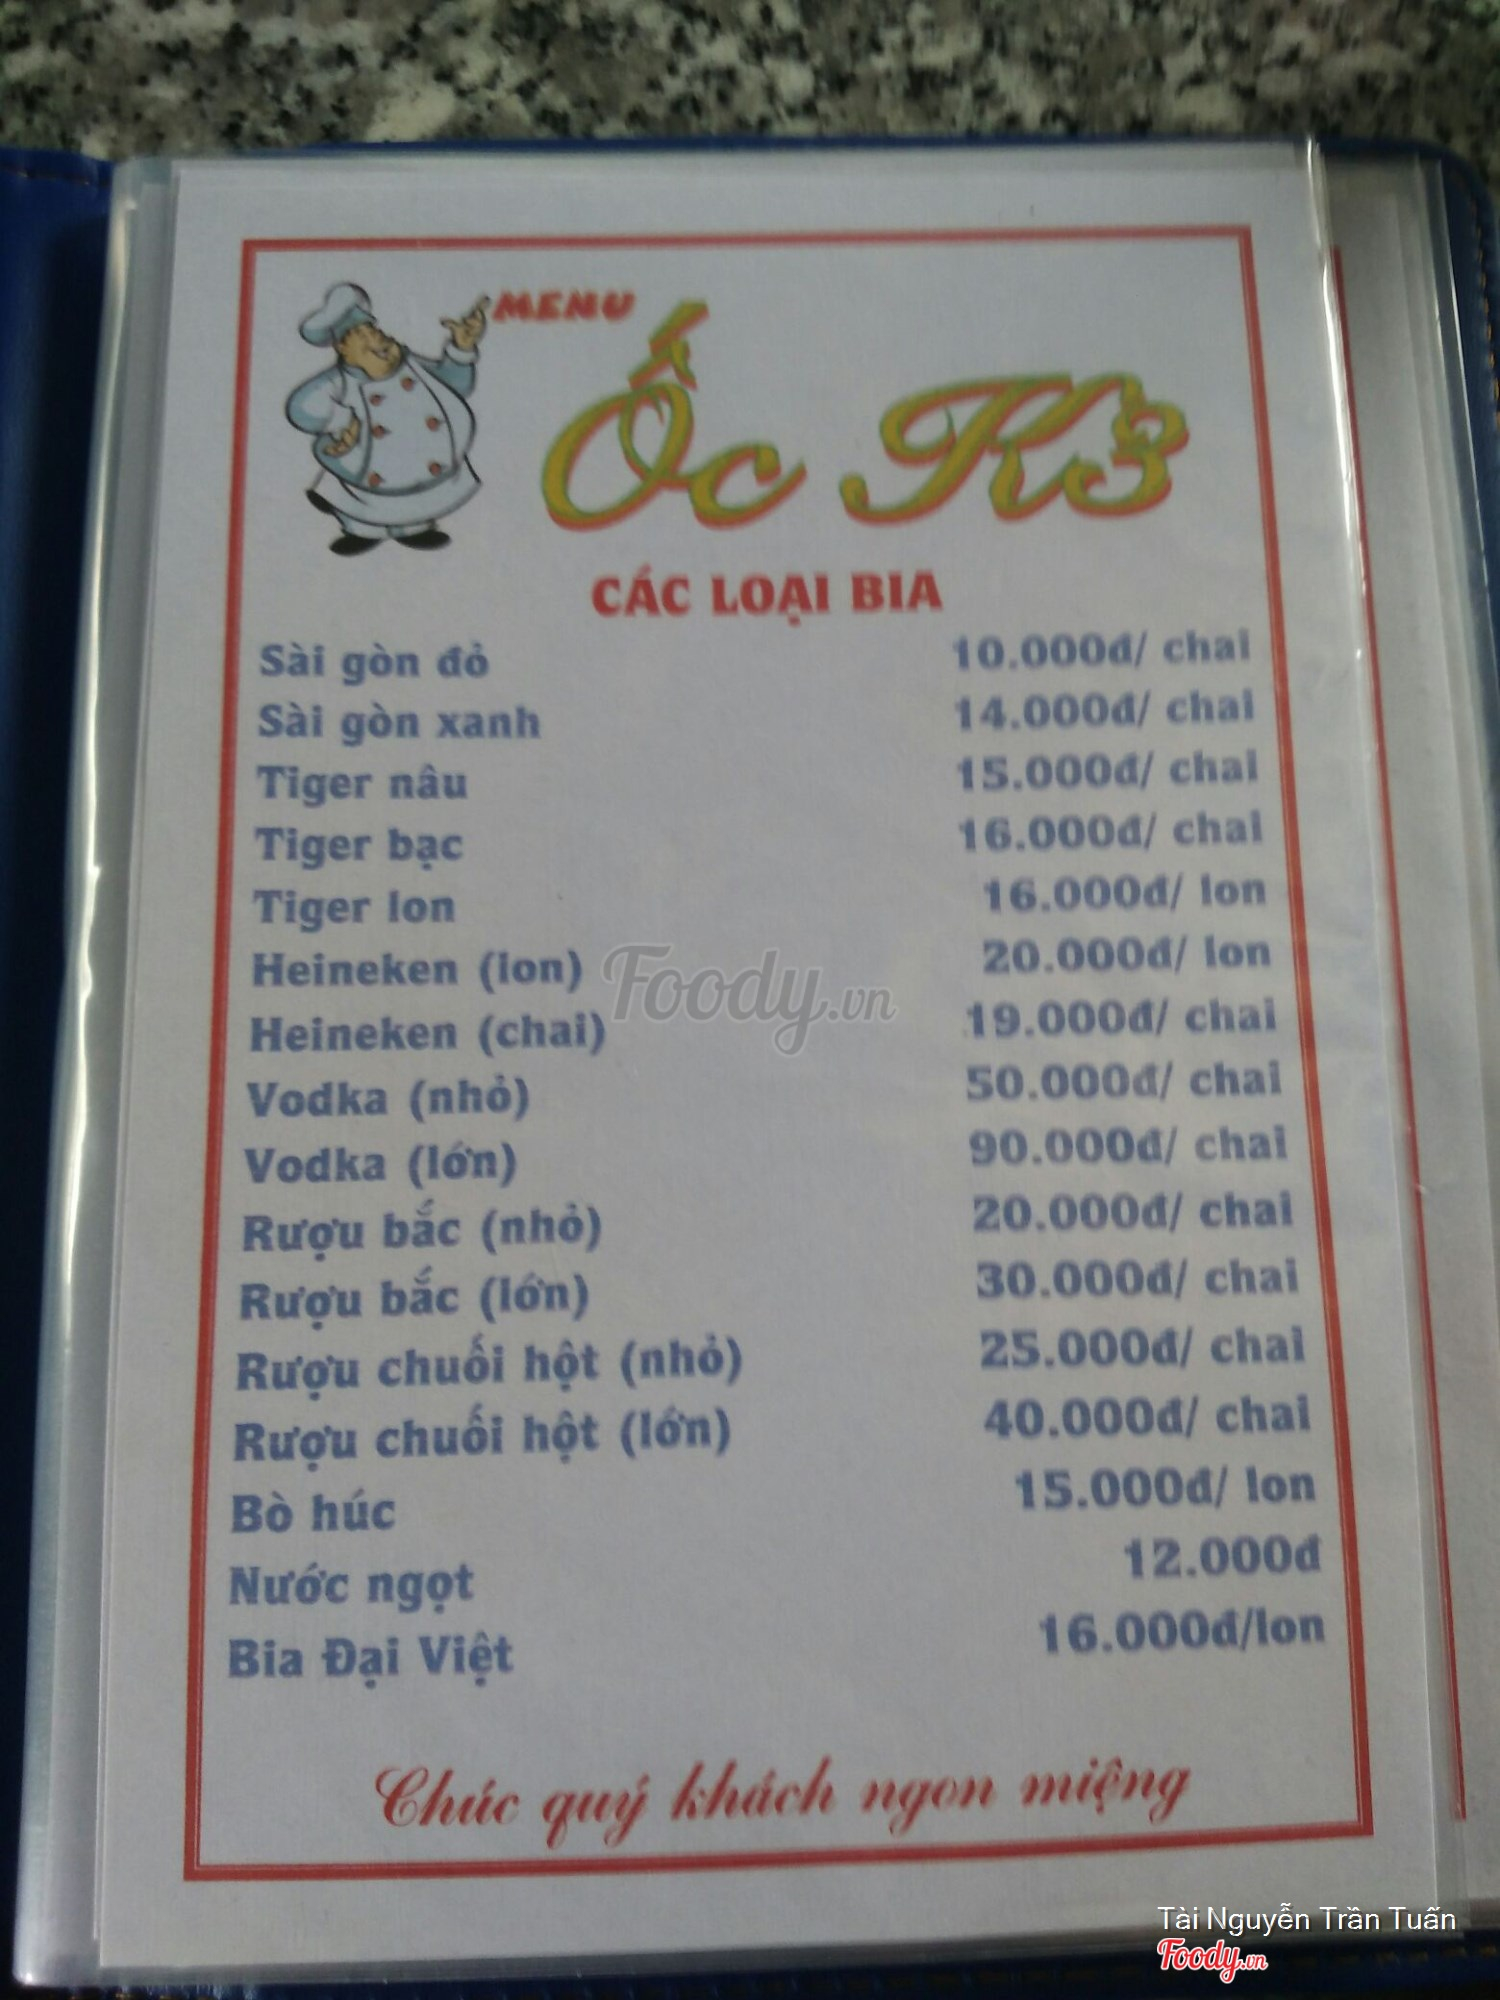 MENU
Ốc K3
CÁC LOẠI BIA
Sài gòn đỏ 10.000đ/ chai
Sài gòn xanh 14.000đ/ chai
Tiger nâu 15.000đ/ chai
Tiger bạc 16.000đ/ chai
Tiger lon 16.000đ/ lon
Heineken (lon) 20.000đ/ lon
Heineken (chai) 19.000đ/ chai
Vodka (nhỏ) 50.000đ/ chai
Vodka (lớn) 90.000đ/ chai
Rượu bắc (nhỏ) 20.000đ/ chai
Rượu bắc (lớn) 30.000đ/ chai
Rượu chuối hột (nhỏ) 25.000đ/ chai
Rượu chuối hột (lớn) 40.000đ/ chai
Bò húc 15.000đ/ lon
Nước ngọt 12.000đ
Bia Đại Việt 16.000đ/lon
Chúc quý khách ngon miệng
Foody.vn
Tài Nguyễn Trần Tuấn
Foody.vn